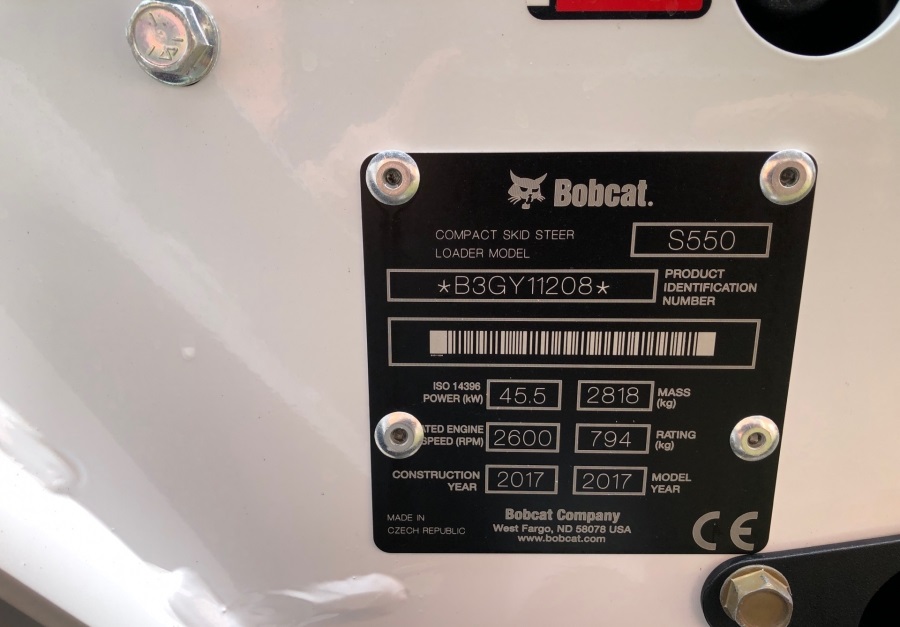 Bobcat.
COMPACT SKID STEER
LOADER MODEL
S550
*B3GY11208*
PRODUCT
IDENTIFICATION
NUMBER
ISO 14396
POWER (kW)
45.5
2818
MASS
(kg)
ATED ENGINE
SPEED (RPM)
2600
794
RATING
(kg)
CONSTRUCTION
YEAR
2017
2017
MODEL
YEAR
MADE IN
CZECH REPUBLIC
Bobcat Company
West Fargo, ND 58078 USA
www.bobcat.com
CE